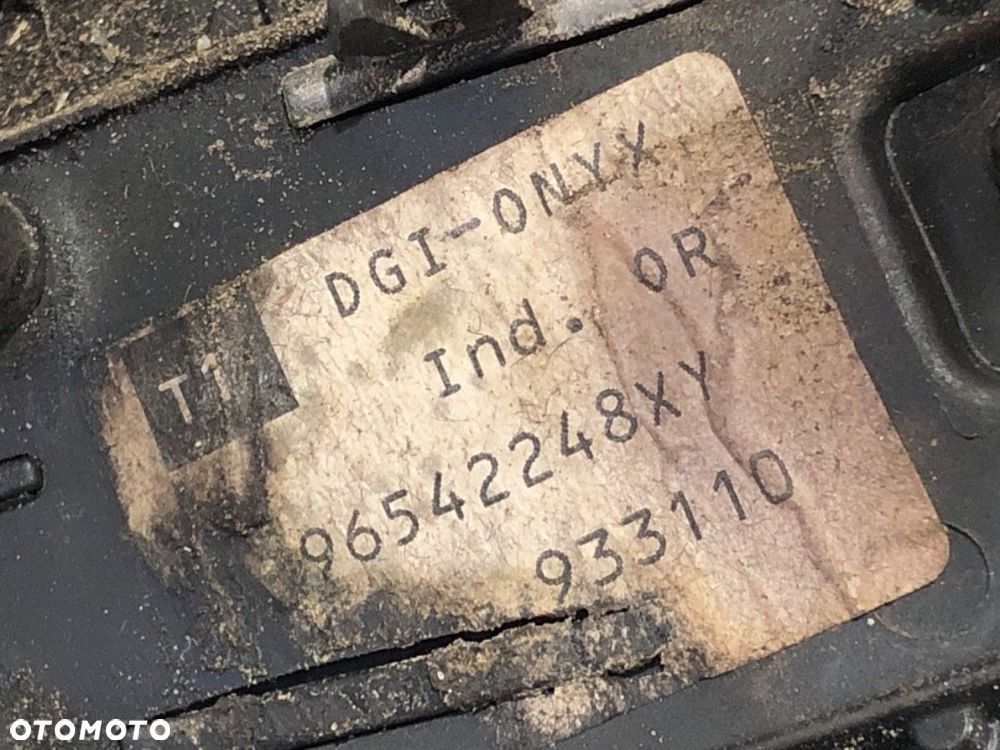 DGI-ONYX
Ind. OR
T1
96542248XY
933110
OTOMOTO